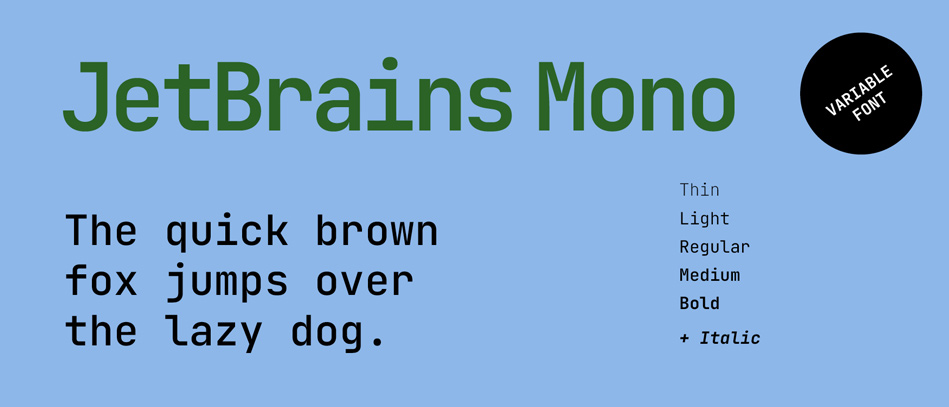 JetBrains Mono
VARIABLE
FONT
The quick brown
fox jumps over
the lazy dog.
Thin
Light
Regular
Medium
Bold
+ Italic